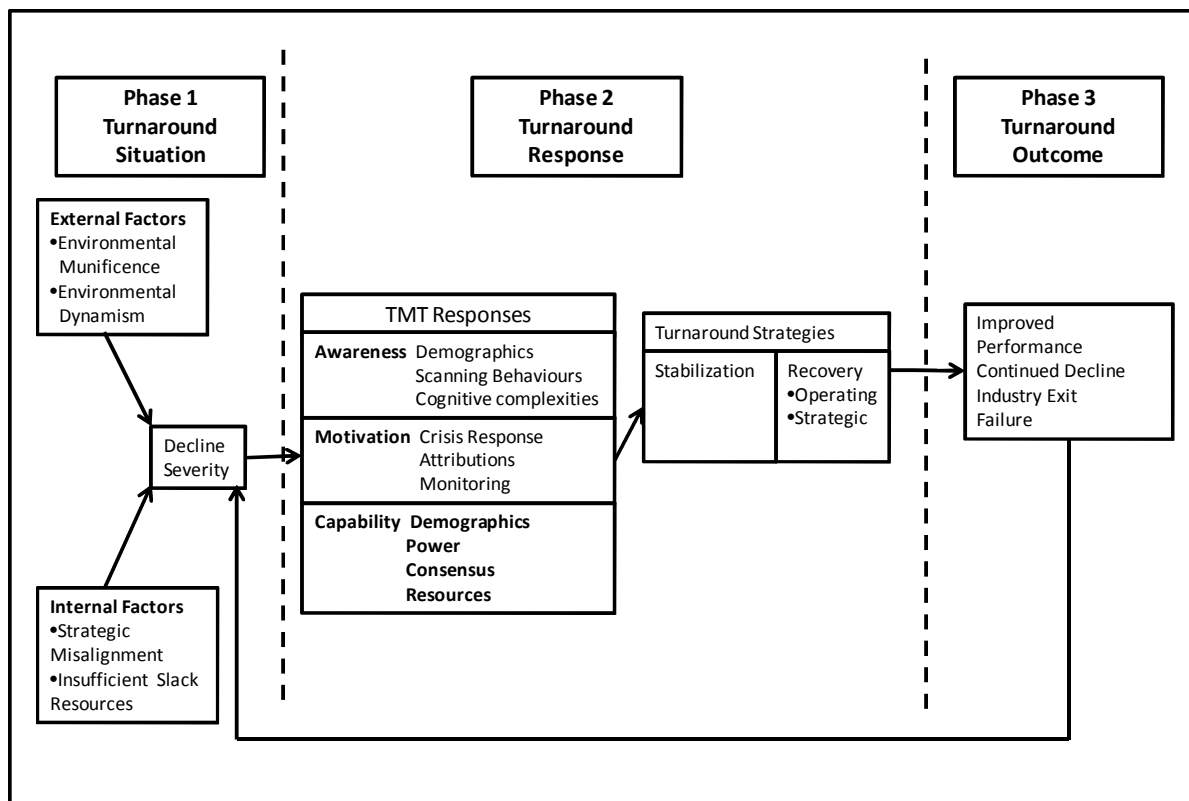 Phase 1
Turnaround
Situation
Phase 2
Turnaround
Response
Phase 3
Turnaround
Outcome
External Factors
•Environmental
Munificence
•Environmental
Dynamism
Decline
Severity
Internal Factors
•Strategic
Misalignment
•Insufficient Slack
Resources
TMT Responses
Awareness Demographics
Scanning Behaviours
Cognitive complexities
Motivation Crisis Response
Attributions
Monitoring
Capability Demographics
Power
Consensus
Resources
Turnaround Strategies
Stabilization
Recovery
•Operating
•Strategic
Improved
Performance
Continued Decline
Industry Exit
Failure